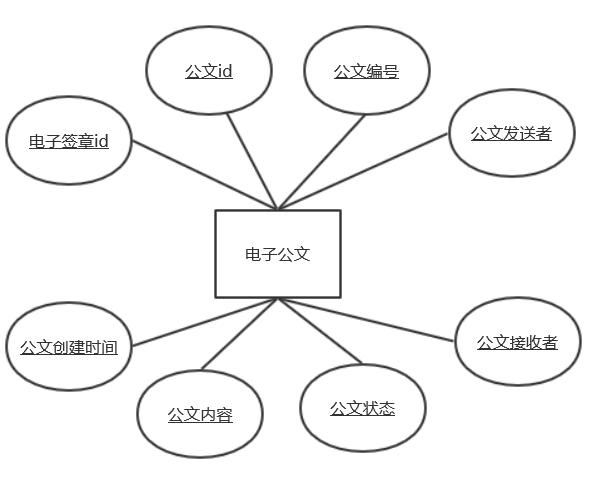 公文id
公文编号
电子签章id
公文发送者
电子公文
公文创建时间
公文接收者
公文内容
公文状态